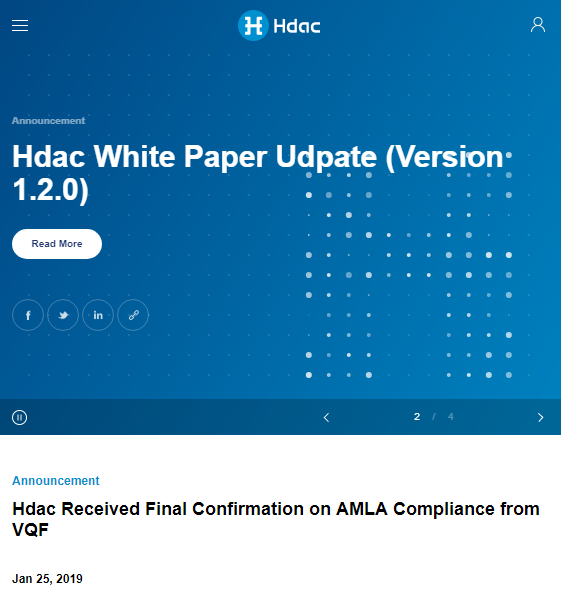 Hdac
Announcement
Hdac White Paper Udpate (Version
1.2.0)
Read More
f
in
2 / 4
Announcement
Hdac Received Final Confirmation on AMLA Compliance from
VQF
Jan 25, 2019